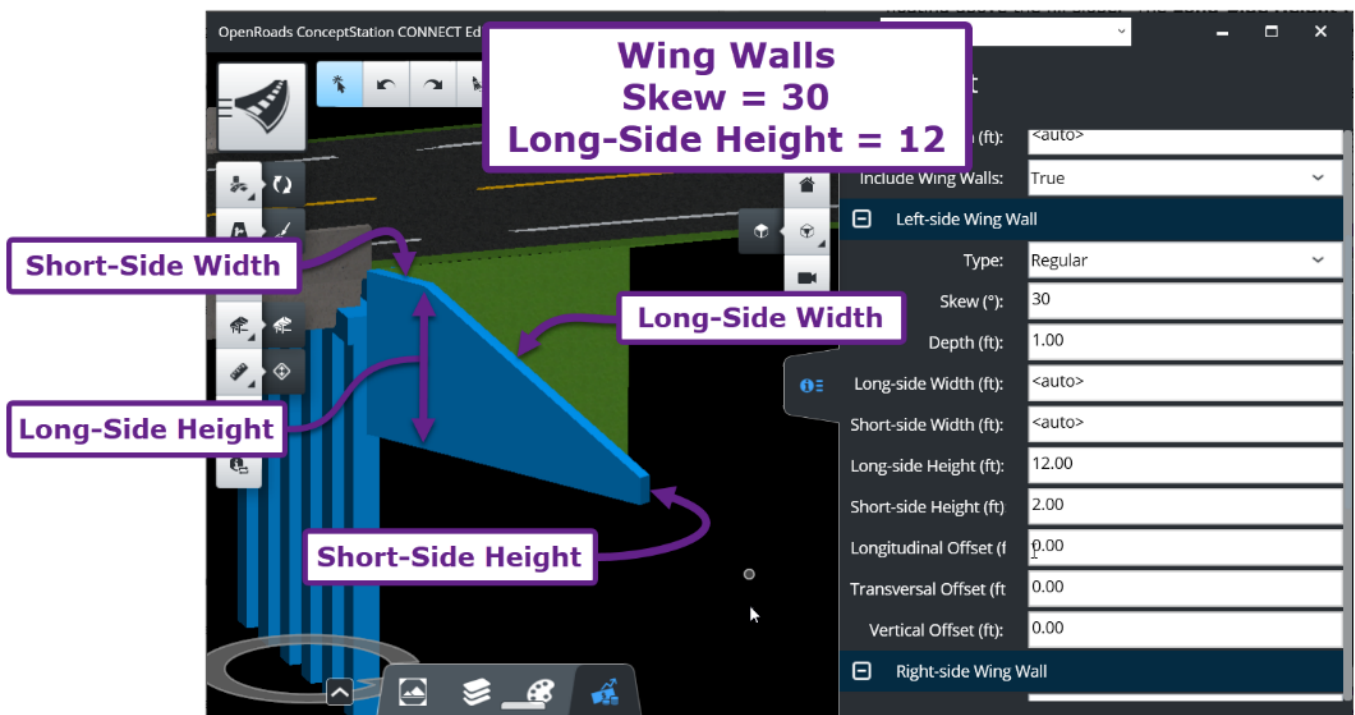 OpenRoads ConceptStation CONNECT Ed
Wing Walls
Skew = 30
Long-Side Height = 12
(ft):
<auto>
Include Wing Walls:
True
Left-side Wing Wall
Short-Side Width
Type:
Regular
Skew (°):
30
Long-Side Width
Depth (ft):
1.00
Long-side Width (ft):
<auto>
Long-Side Height
Short-side Width (ft):
<auto>
Long-side Height (ft):
12.00
Short-side Height (ft)
2.00
Short-Side Height
Longitudinal Offset (f
0.00
Transversal Offset (ft
0.00
Vertical Offset (ft):
0.00
Right-side Wing Wall